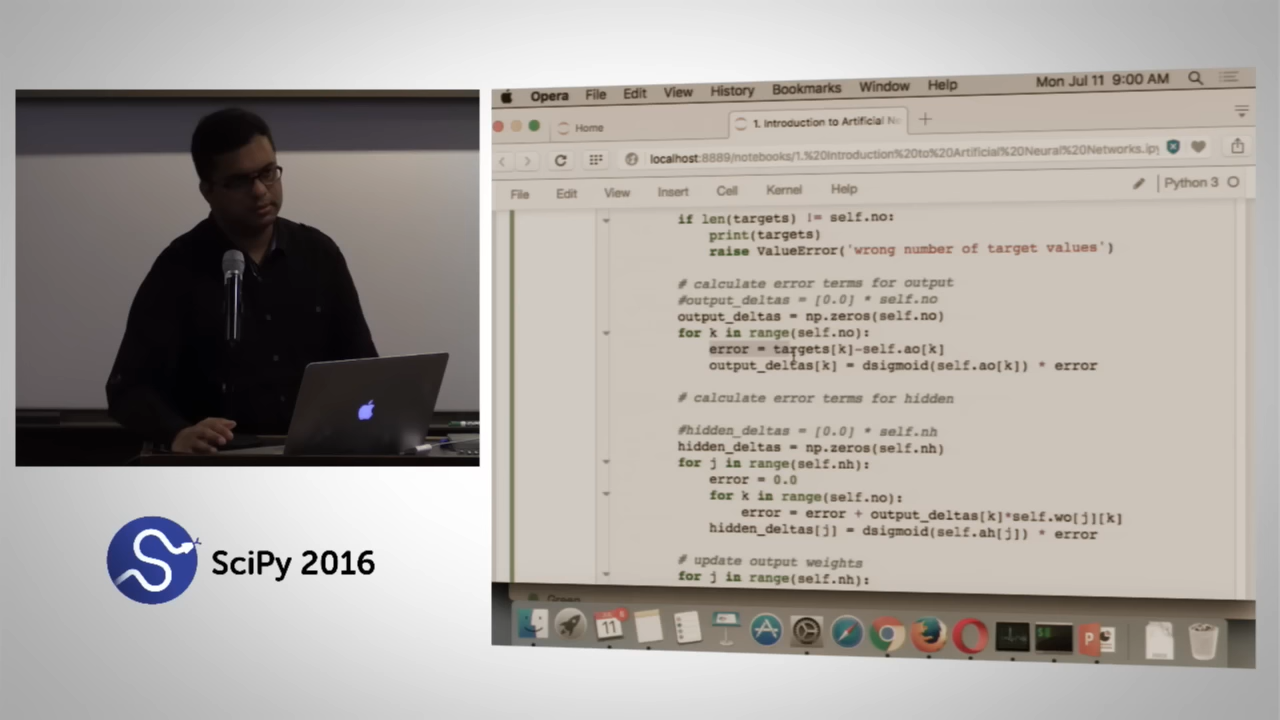 Opera File Edit View History Bookmarks Window Help Mon Jul 11 9:00 AM
Home
1. Introduction to Artificial Ne
localhost:8889/notebooks/1.%20Introduction%20to%20Artificial%20Neural%20Networks.ipy
File Edit View Insert Cell Kernel Help Python 3
if len(targets) != self.no:
print(targets)
raise ValueError('wrong number of target values')
# calculate error terms for output
#output_deltas = [0.0] * self.no
output_deltas = np.zeros(self.no)
for k in range(self.no):
error = targets[k]-self.ao[k]
output_deltas[k] = dsigmoid(self.ao[k]) * error
# calculate error terms for hidden
#hidden_deltas = [0.0] * self.nh
hidden_deltas = np.zeros(self.nh)
for j in range(self.nh):
error = 0.0
for k in range(self.no):
error = error + output_deltas[k]*self.wo[j][k]
hidden_deltas[j] = dsigmoid(self.ah[j]) * error
# update output weights
for j in range(self.nh):
Green
11
SciPy 2016